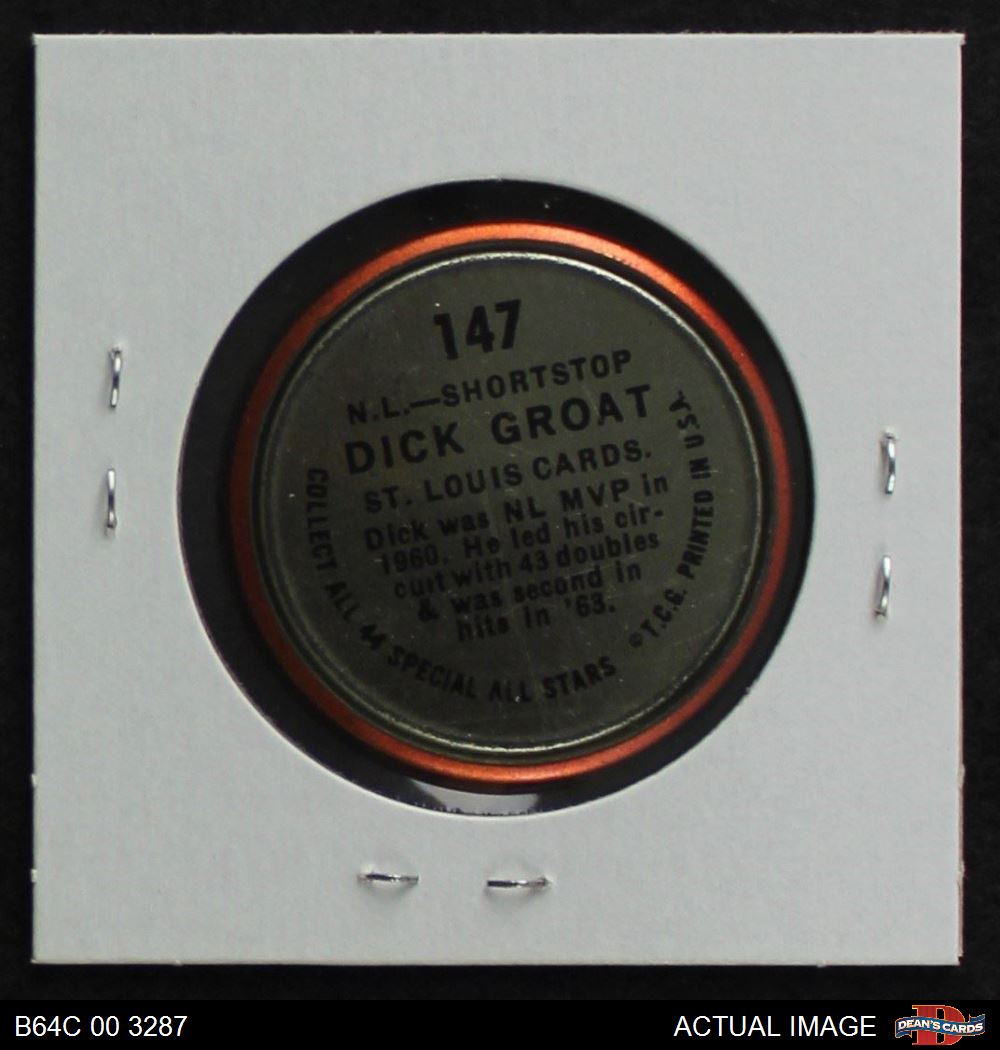 147
N.L.—SHORTSTOP
DICK GROAT
ST. LOUIS CARDS.
Dick was NL MVP in
1960. He led his cir-
cuit with 43 doubles
& was second in
hits in '63.
COLLECT ALL 44 SPECIAL ALL STARS
©T.C.G. PRINTED IN U.S.A.
B64C 00 3287
ACTUAL IMAGE
DEAN'S CARDS